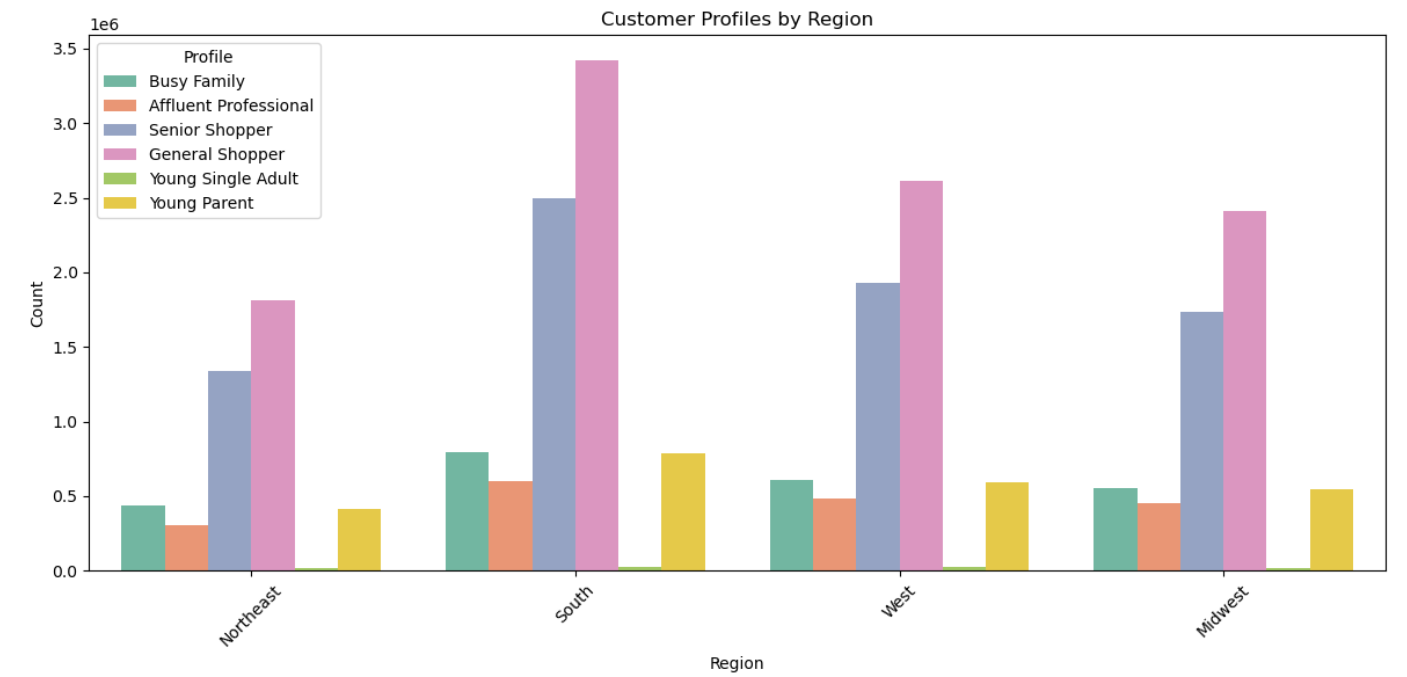 Customer Profiles by Region
1e6
Profile
Busy Family
Affluent Professional
Senior Shopper
General Shopper
Young Single Adult
Young Parent
3.5
3.0
2.5
2.0
1.5
1.0
0.5
0.0
Count
Northeast
South
West
Midwest
Region